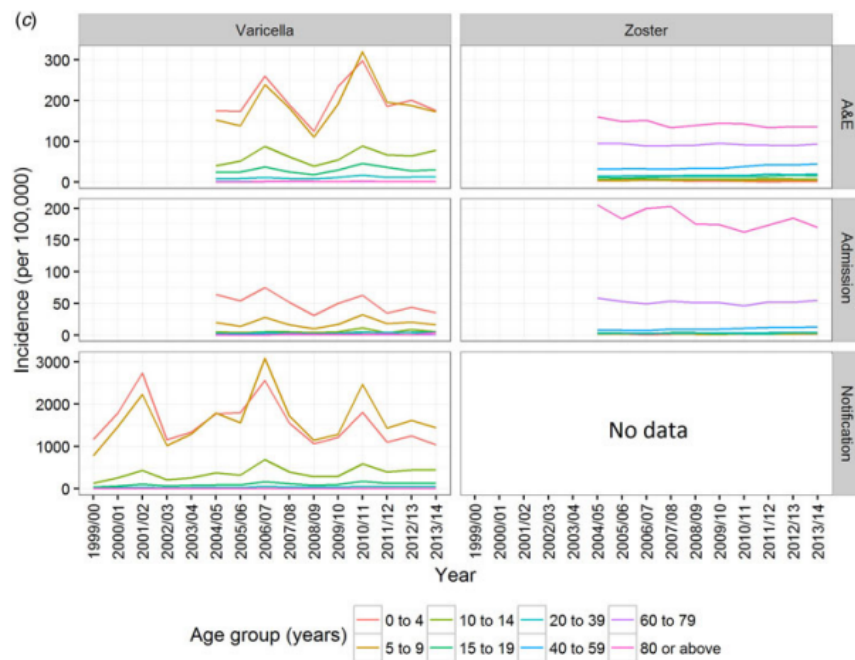 (c)
Varicella
Zoster
300
200
100
0
A&E
200
150
100
50
0
Admission
3000
2000
1000
0
No data
Notification
Incidence (per 100,000)
1999/00
2000/01
2001/02
2002/03
2003/04
2004/05
2005/06
2006/07
2007/08
2008/09
2009/10
2010/11
2011/12
2012/13
2013/14
1999/00
2000/01
2001/02
2002/03
2003/04
2004/05
2005/06
2006/07
2007/08
2008/09
2009/10
2010/11
2011/12
2012/13
2013/14
Year
Age group (years)
0 to 4
10 to 14
20 to 39
60 to 79
5 to 9
15 to 19
40 to 59
80 or above